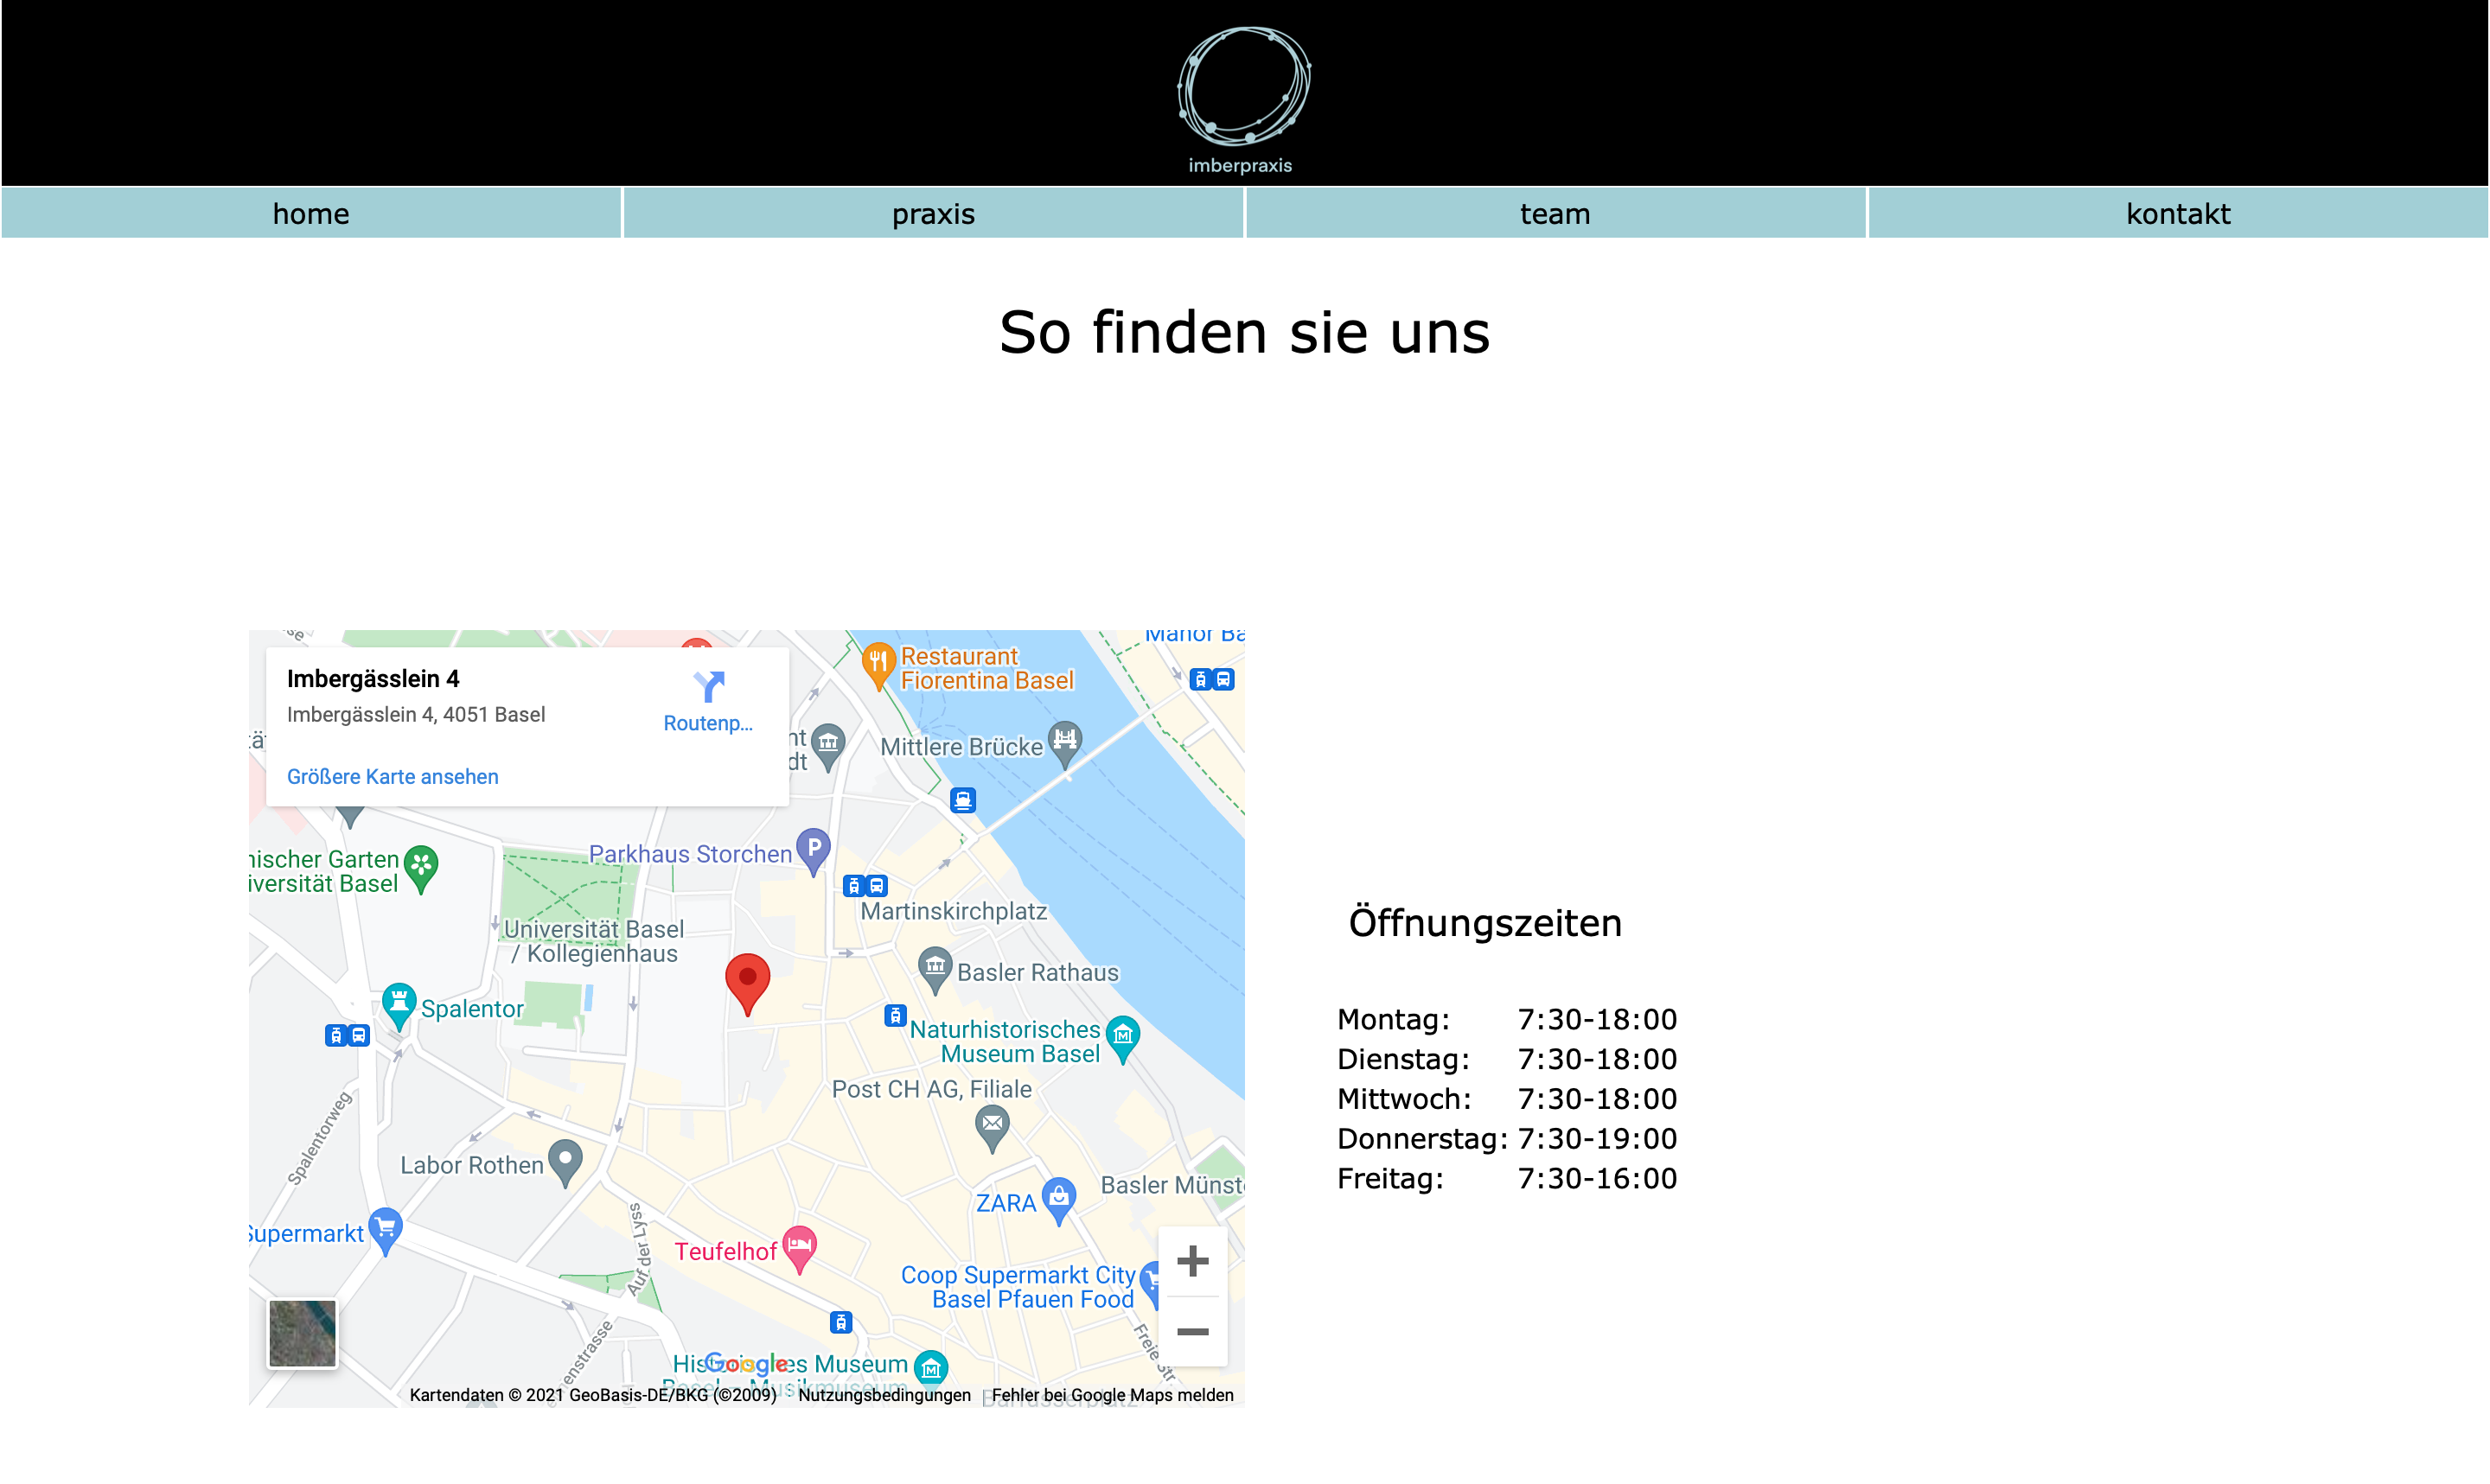 imberpraxis
home
praxis
team
kontakt
So finden sie uns
Imbergässlein 4
Imbergässlein 4, 4051 Basel
Routenp...
Größere Karte ansehen
Restaurant
Fiorentina Basel
Manor Ba
Mittlere Brücke
Parkhaus Storchen
nischer Garten
iversität Basel
Martinskirchplatz
Universität Basel
/ Kollegienhaus
Basler Rathaus
Spalentor
Naturhistorisches
Museum Basel
Post CH AG, Filiale
Spalentorweg
Labor Rothen
Basler Münst
ZARA
Supermarkt
Auf der Lyss
Teufelhof
Coop Supermarkt City
Basel Pfauen Food
Freie Str
enstrasse
Google
Historisches Museum
Basel - Musikmuseum
Barfüsserplatz
Kartendaten © 2021 GeoBasis-DE/BKG (©2009)
Nutzungsbedingungen
Fehler bei Google Maps melden
Öffnungszeiten
Montag: 7:30-18:00
Dienstag: 7:30-18:00
Mittwoch: 7:30-18:00
Donnerstag: 7:30-19:00
Freitag: 7:30-16:00